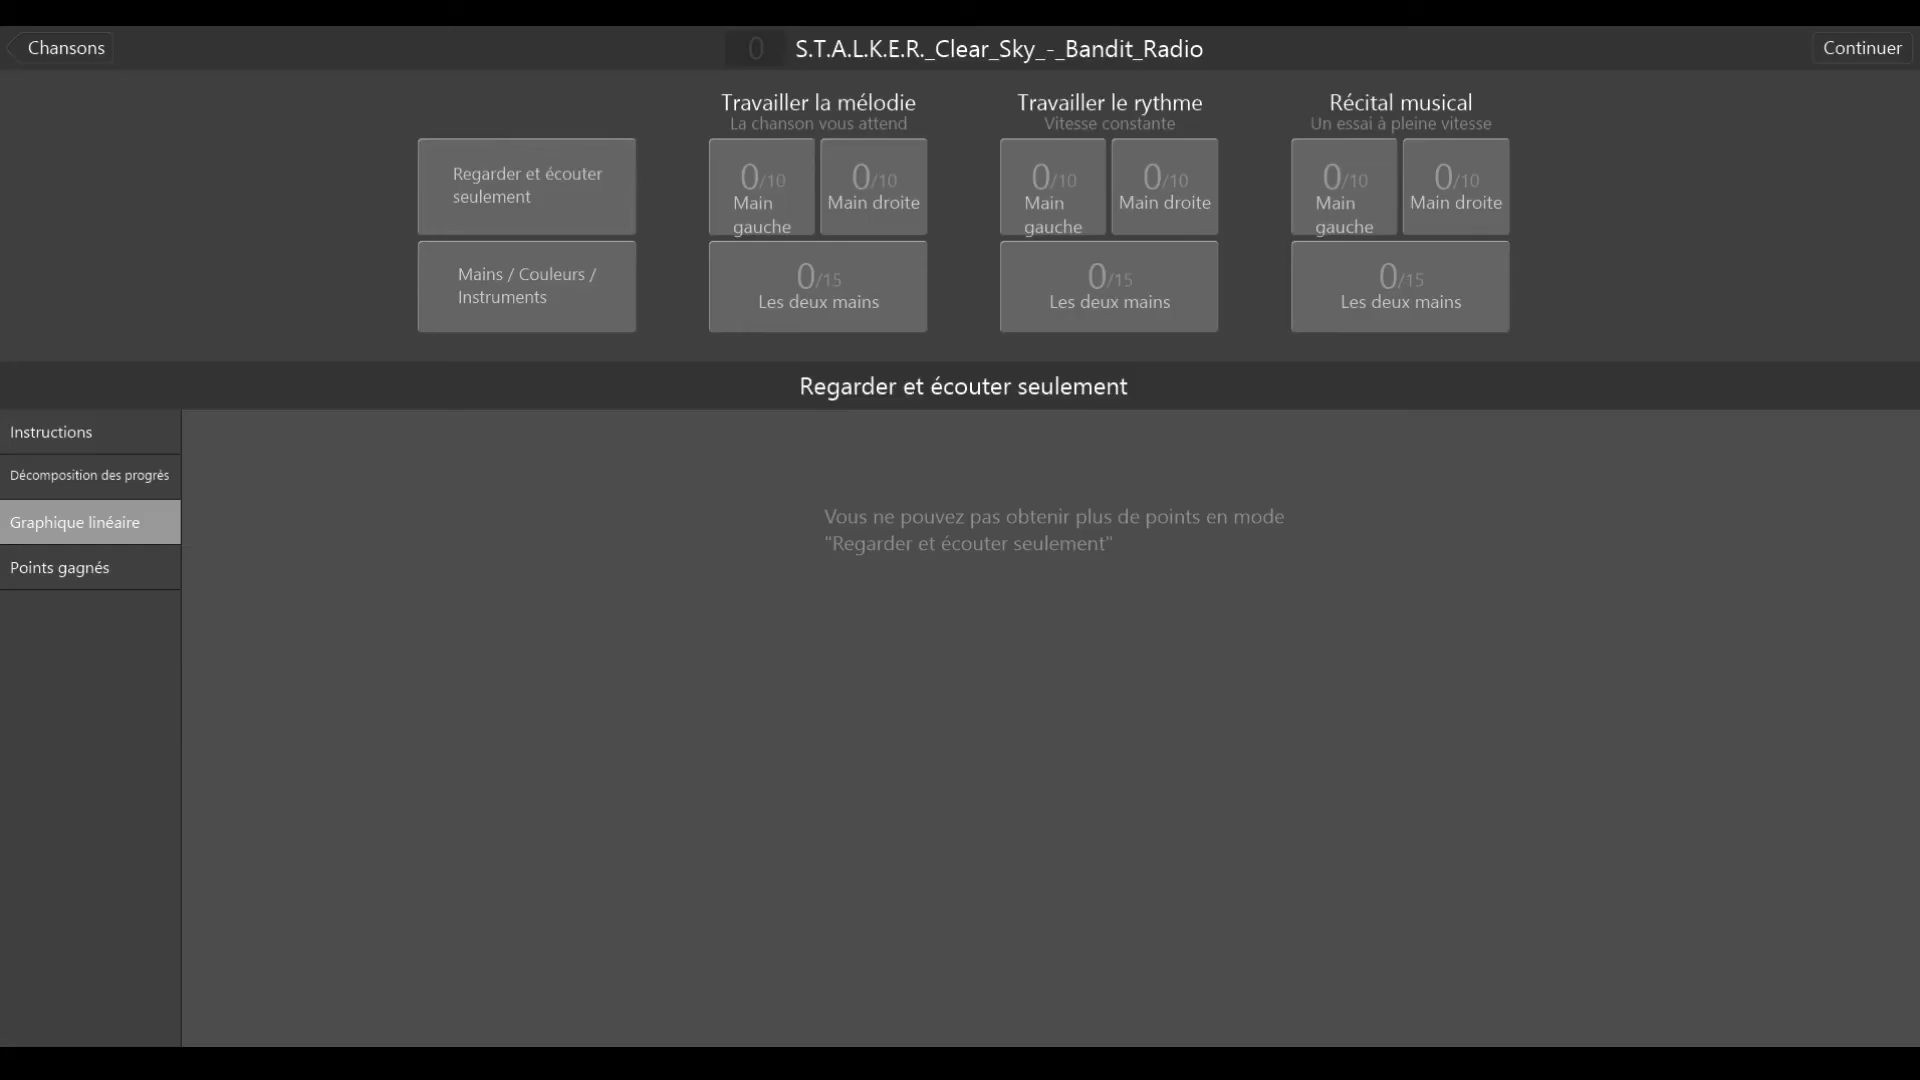 Chansons
0 S.T.A.L.K.E.R._Clear_Sky_-_Bandit_Radio
Continuer
Travailler la mélodie
La chanson vous attend
Travailler le rythme
Vitesse constante
Récital musical
Un essai à pleine vitesse
Regarder et écouter
seulement
0/10
Main
gauche
0/10
Main droite
0/10
Main
gauche
0/10
Main droite
0/10
Main
gauche
0/10
Main droite
Mains / Couleurs /
Instruments
0/15
Les deux mains
0/15
Les deux mains
0/15
Les deux mains
Regarder et écouter seulement
Instructions
Décomposition des progrès
Graphique linéaire
Points gagnés
Vous ne pouvez pas obtenir plus de points en mode
"Regarder et écouter seulement"